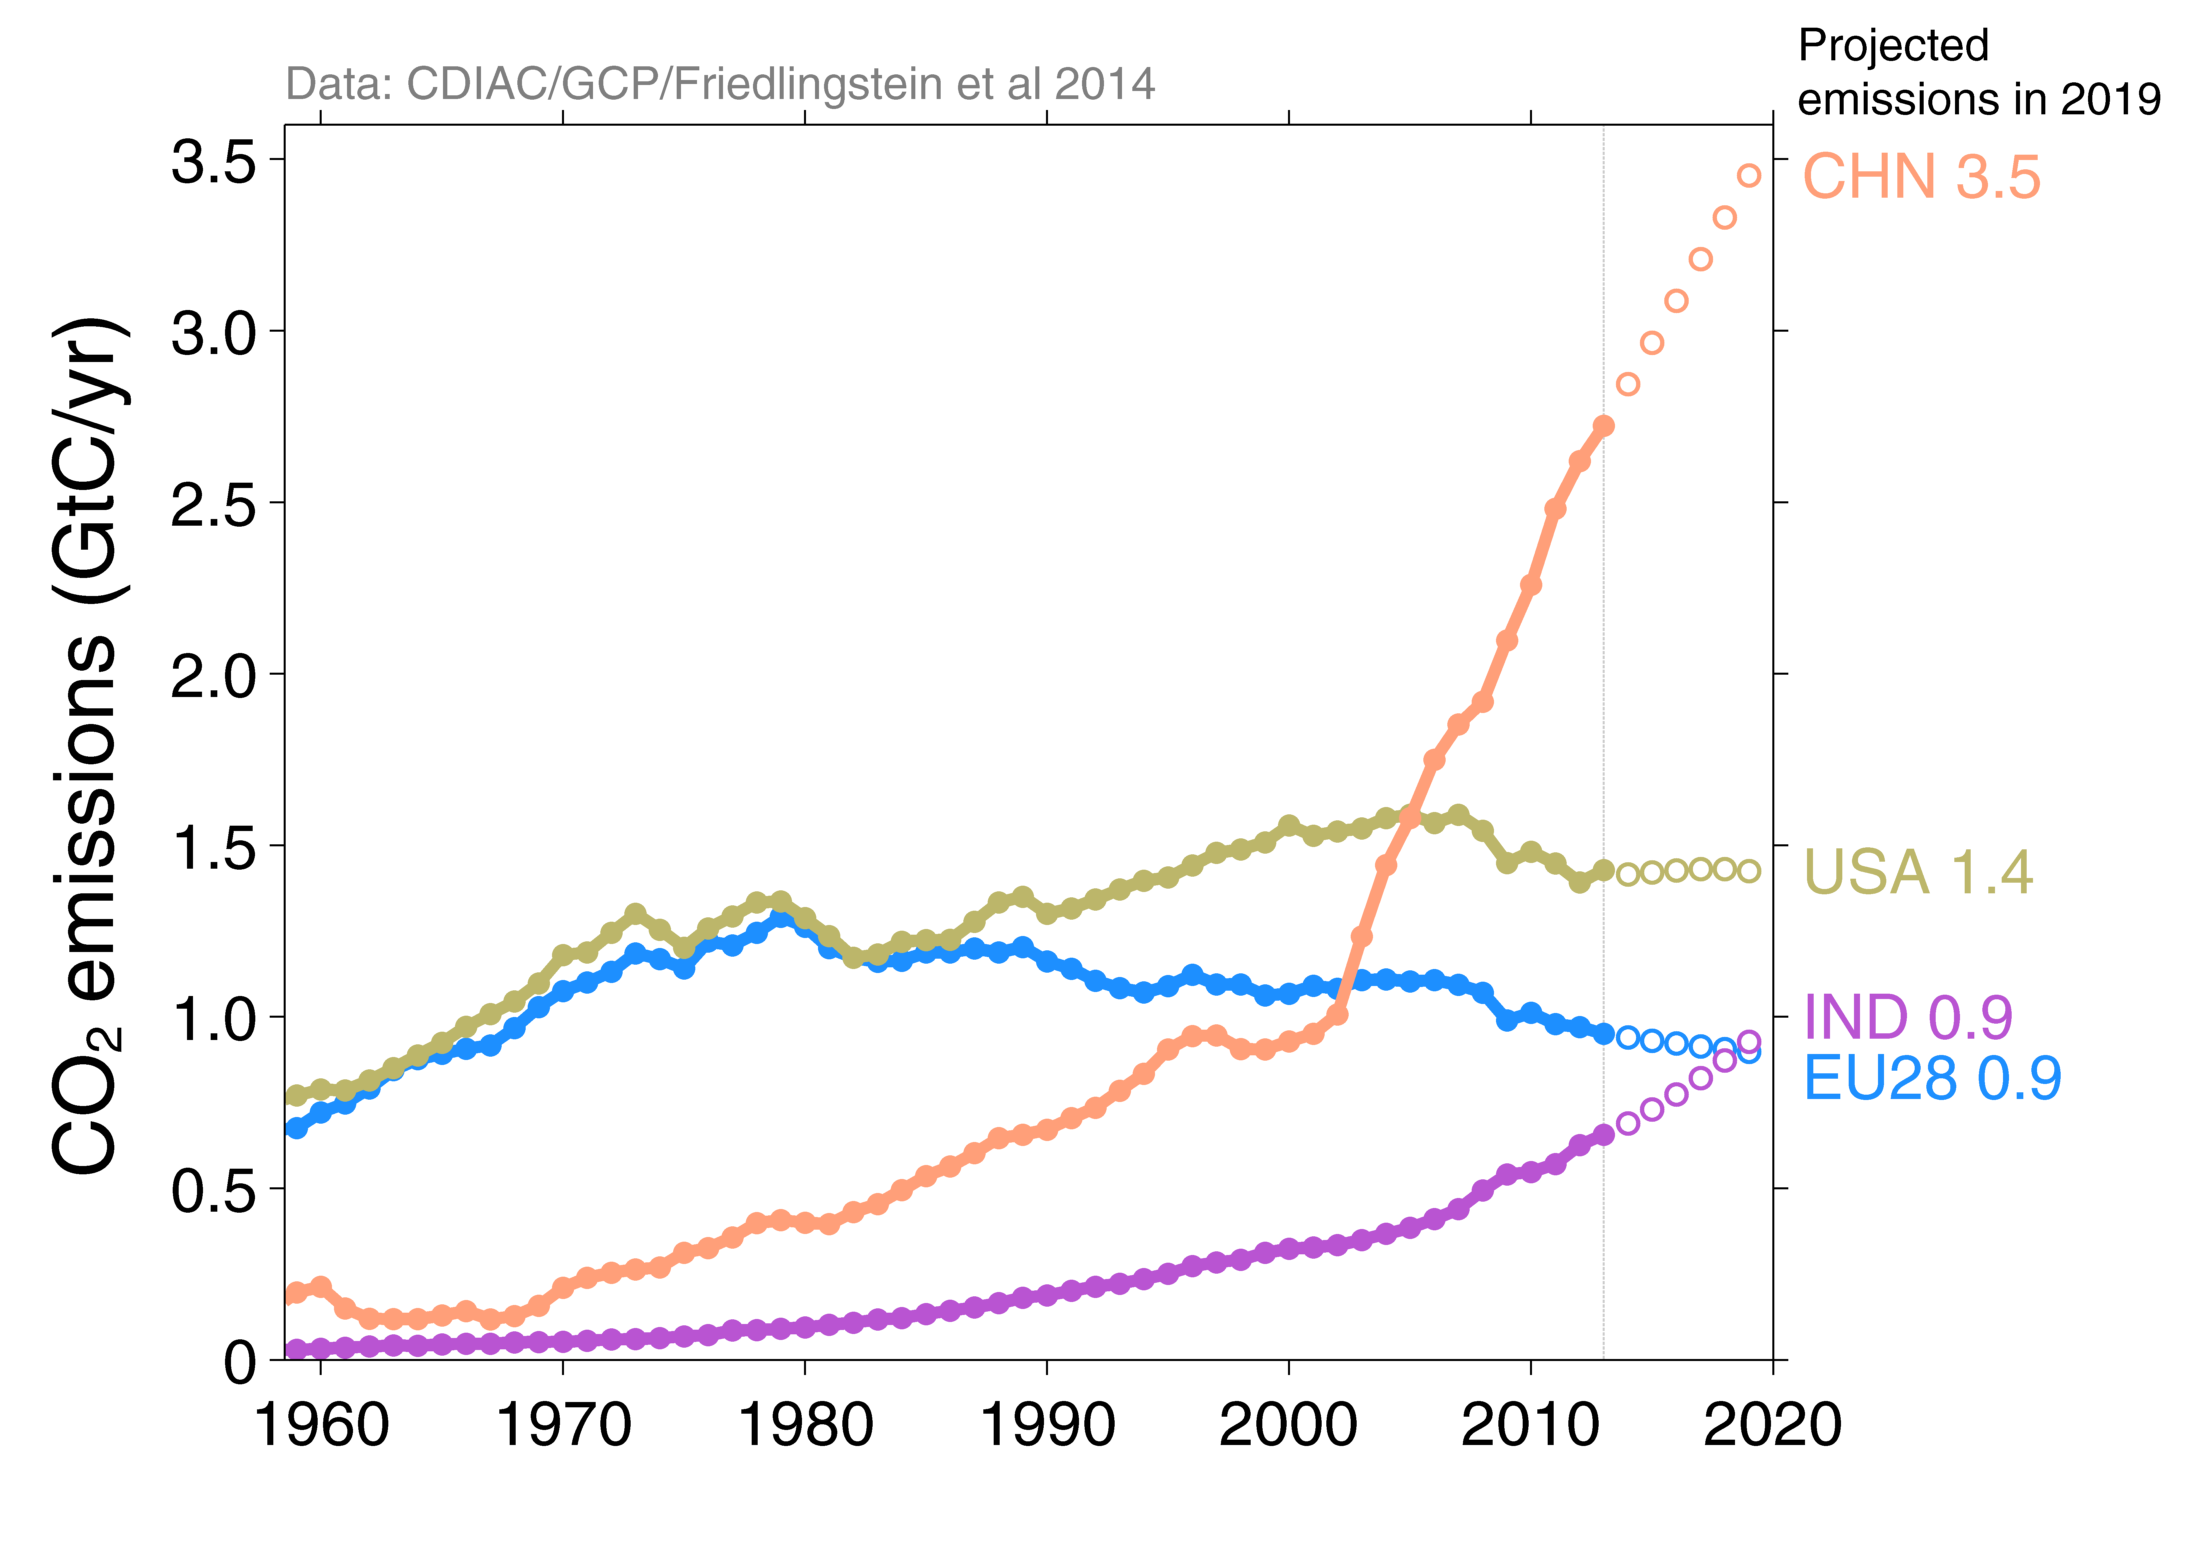 Projected
emissions in 2019
Data: CDIAC/GCP/Friedlingstein et al 2014
CO₂ emissions (GtC/yr)
3.5
3.0
2.5
2.0
1.5
1.0
0.5
0
CHN 3.5
USA 1.4
IND 0.9
EU28 0.9
1960 1970 1980 1990 2000 2010 2020